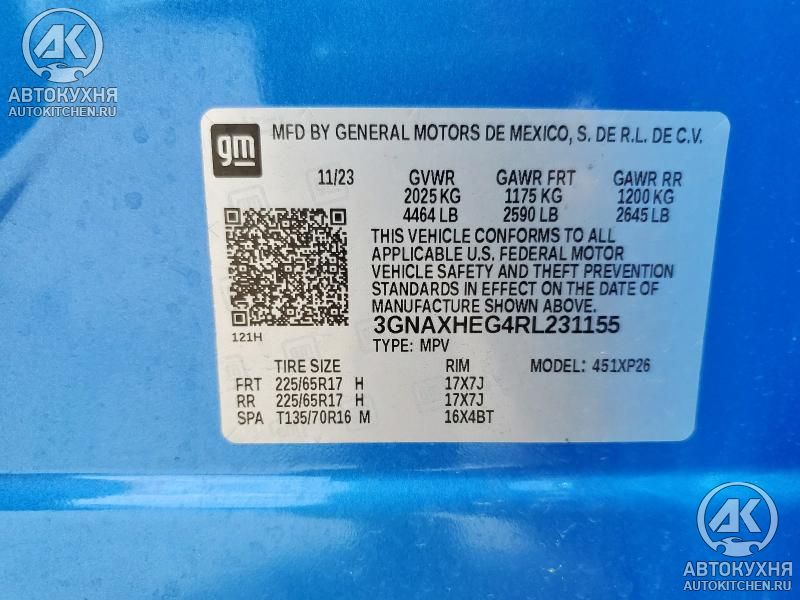 АК
АВТОКУХНЯ
AUTOKITCHEN.RU
gm
MFD BY GENERAL MOTORS DE MEXICO, S. DE R.L. DE C.V.
11/23 GVWR GAWR FRT GAWR RR
2025 KG 1175 KG 1200 KG
4464 LB 2590 LB 2645 LB
THIS VEHICLE CONFORMS TO ALL
APPLICABLE U.S. FEDERAL MOTOR
VEHICLE SAFETY AND THEFT PREVENTION
STANDARDS IN EFFECT ON THE DATE OF
MANUFACTURE SHOWN ABOVE.
3GNAXHEG4RL231155
121H
TYPE: MPV
TIRE SIZE RIM MODEL: 451XP26
FRT 225/65R17 H 17X7J
RR 225/65R17 H 17X7J
SPA T135/70R16 M 16X4BT
АК
АВТОКУХНЯ
AUTOKITCHEN.RU